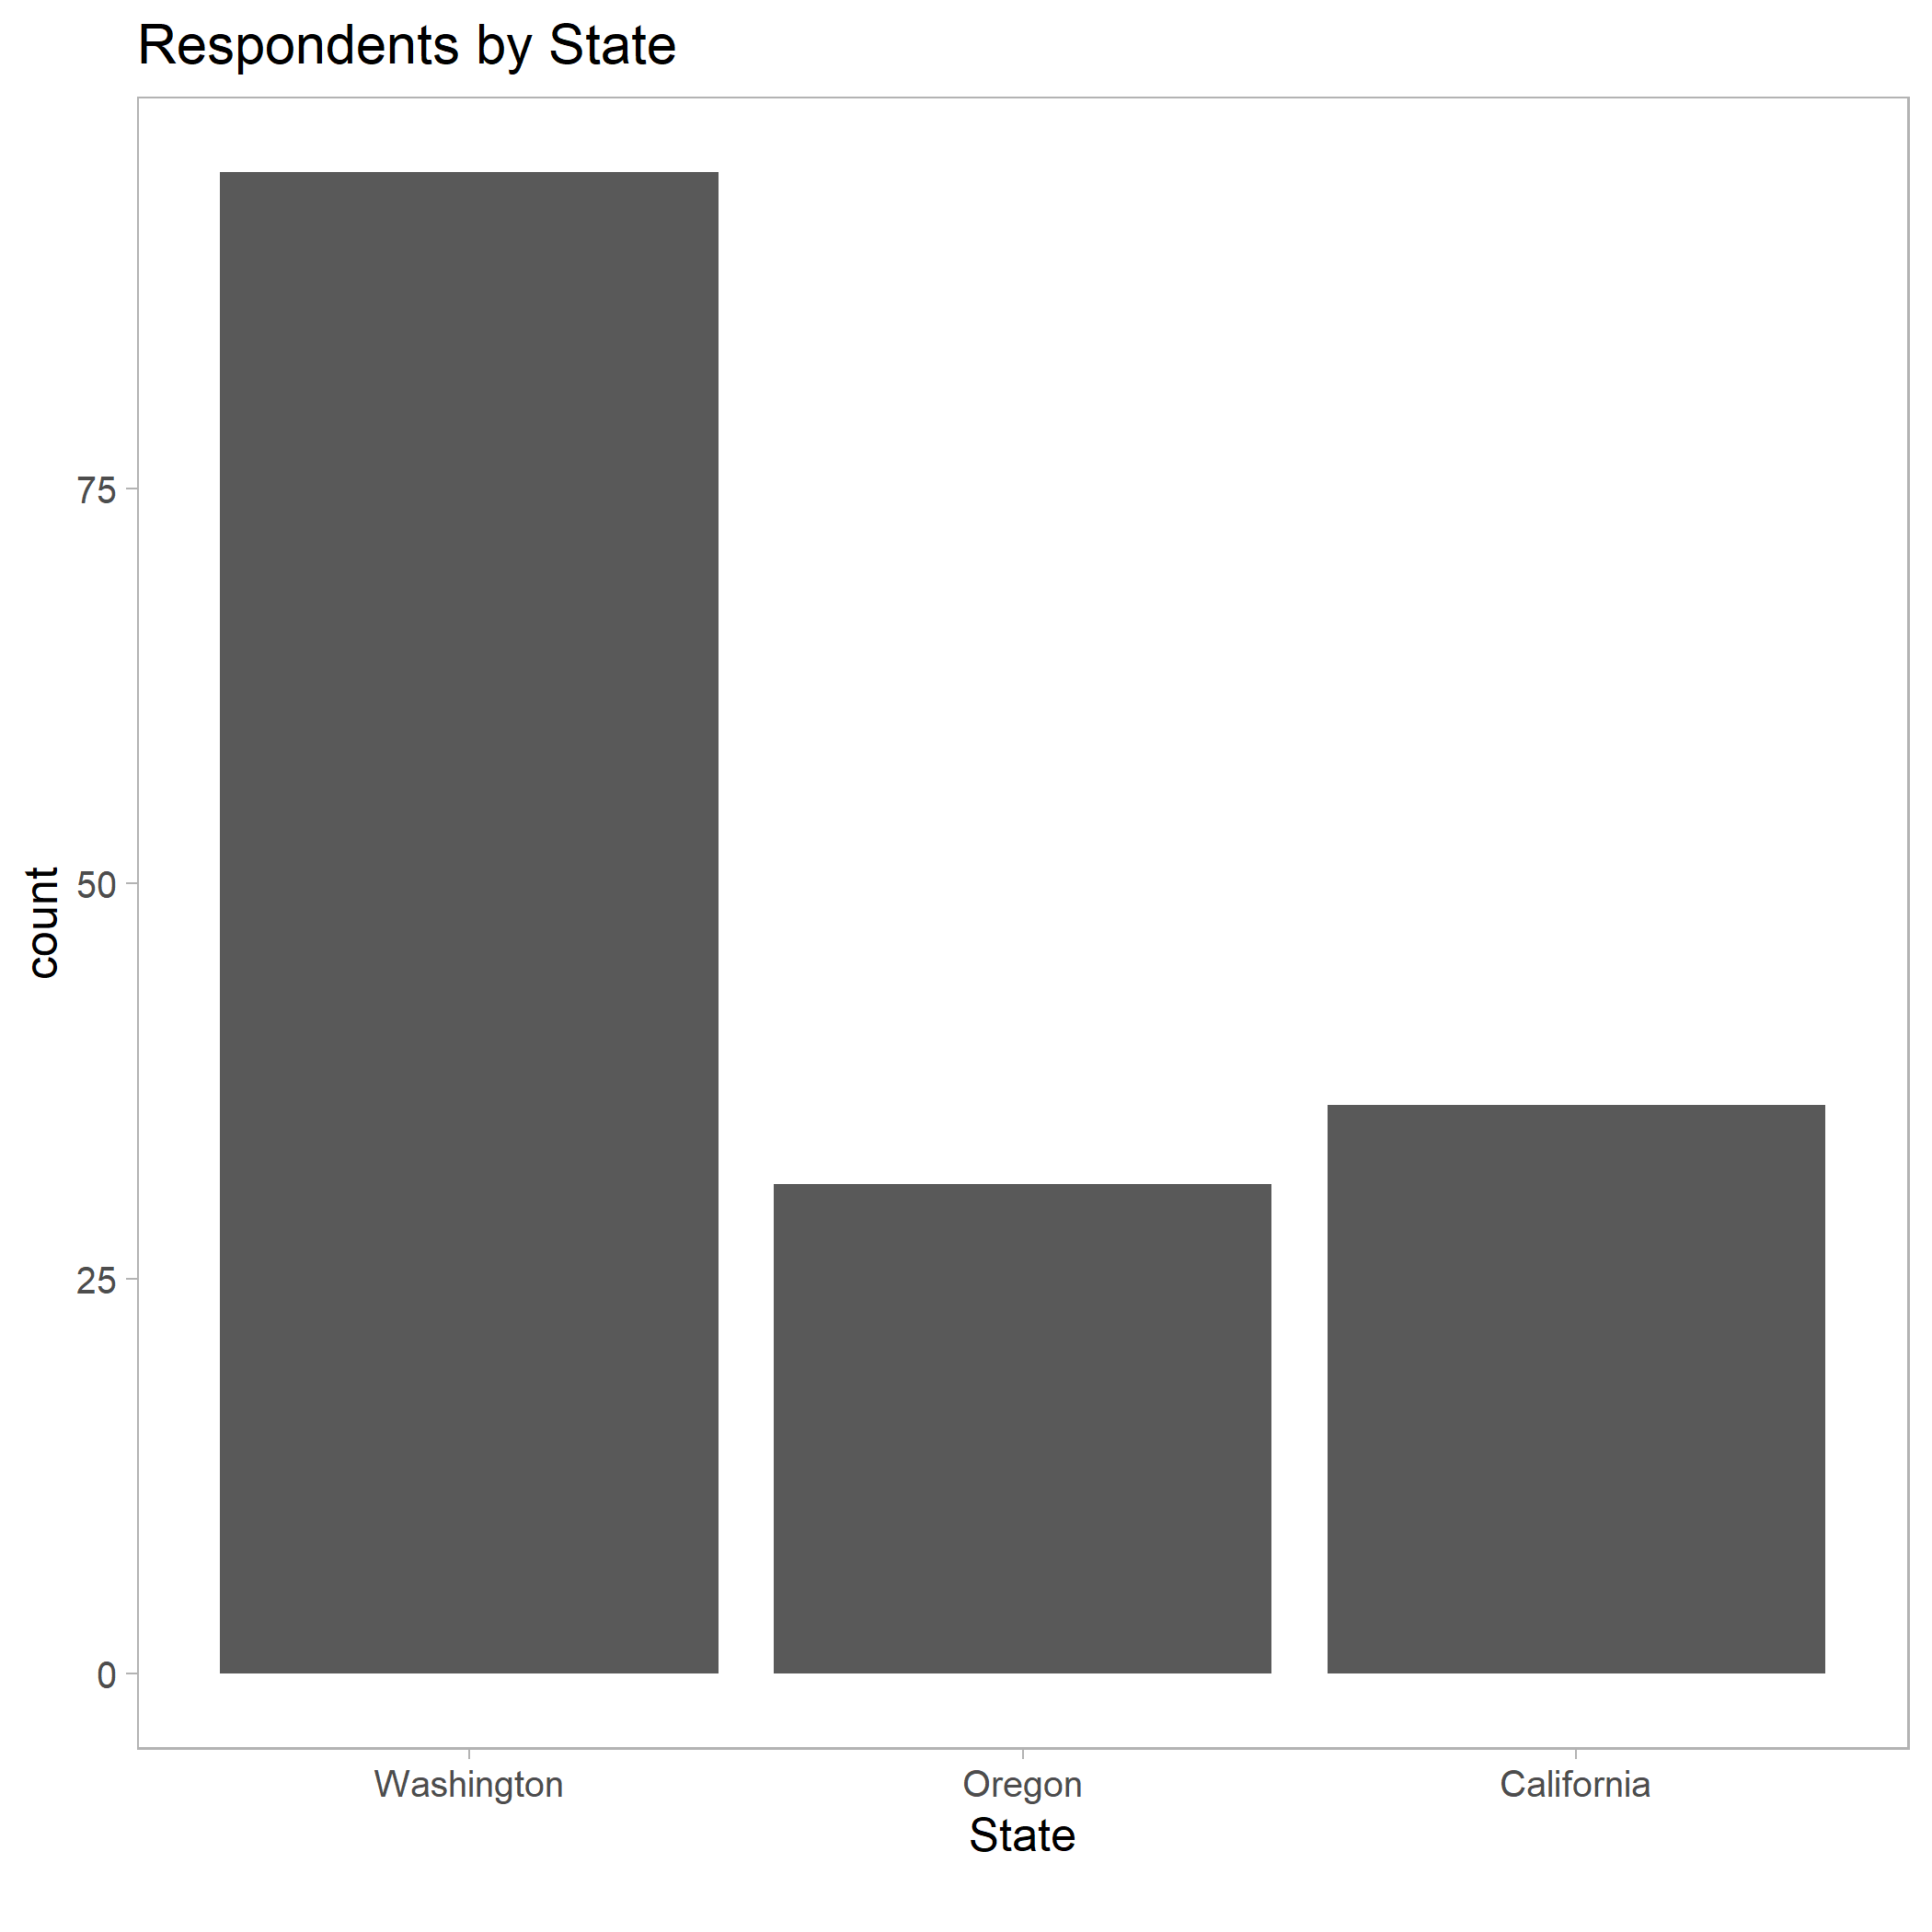 Respondents by State
count
75
50
25
0
Washington
Oregon
California
State